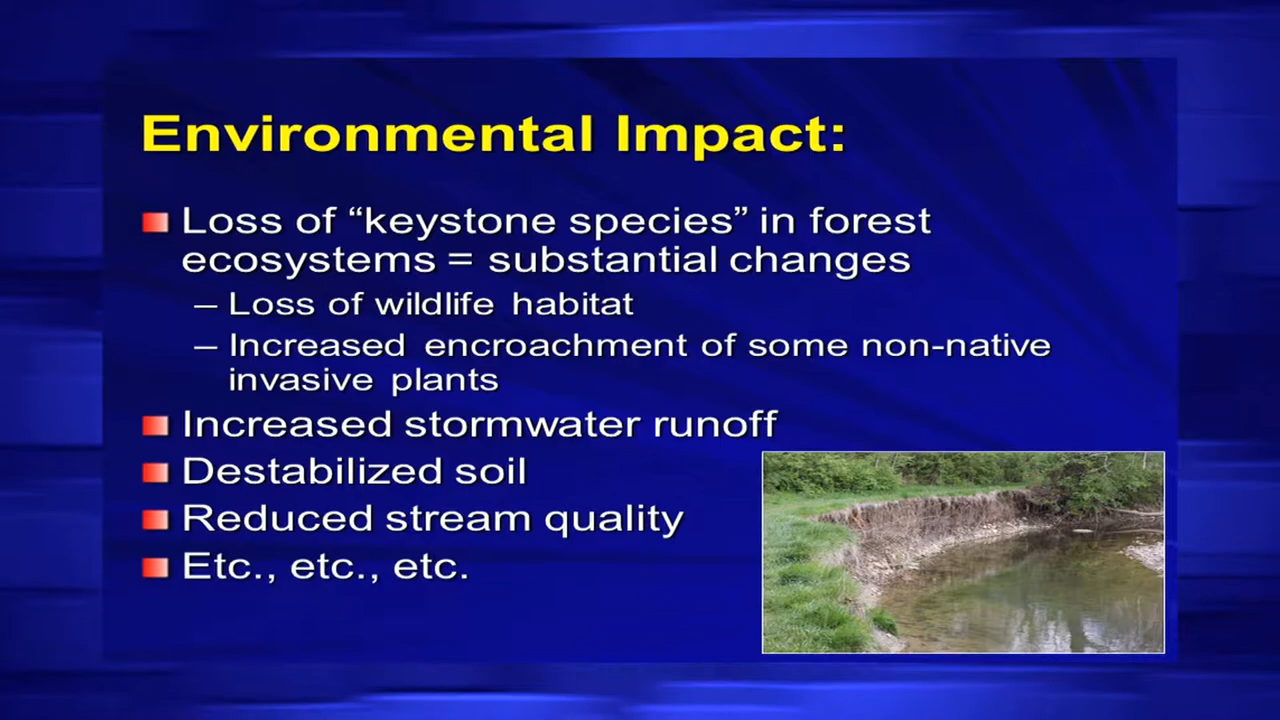 Environmental Impact:
Loss of “keystone species” in forest
ecosystems = substantial changes
– Loss of wildlife habitat
– Increased encroachment of some non-native
invasive plants
Increased stormwater runoff
Destabilized soil
Reduced stream quality
Etc., etc., etc.